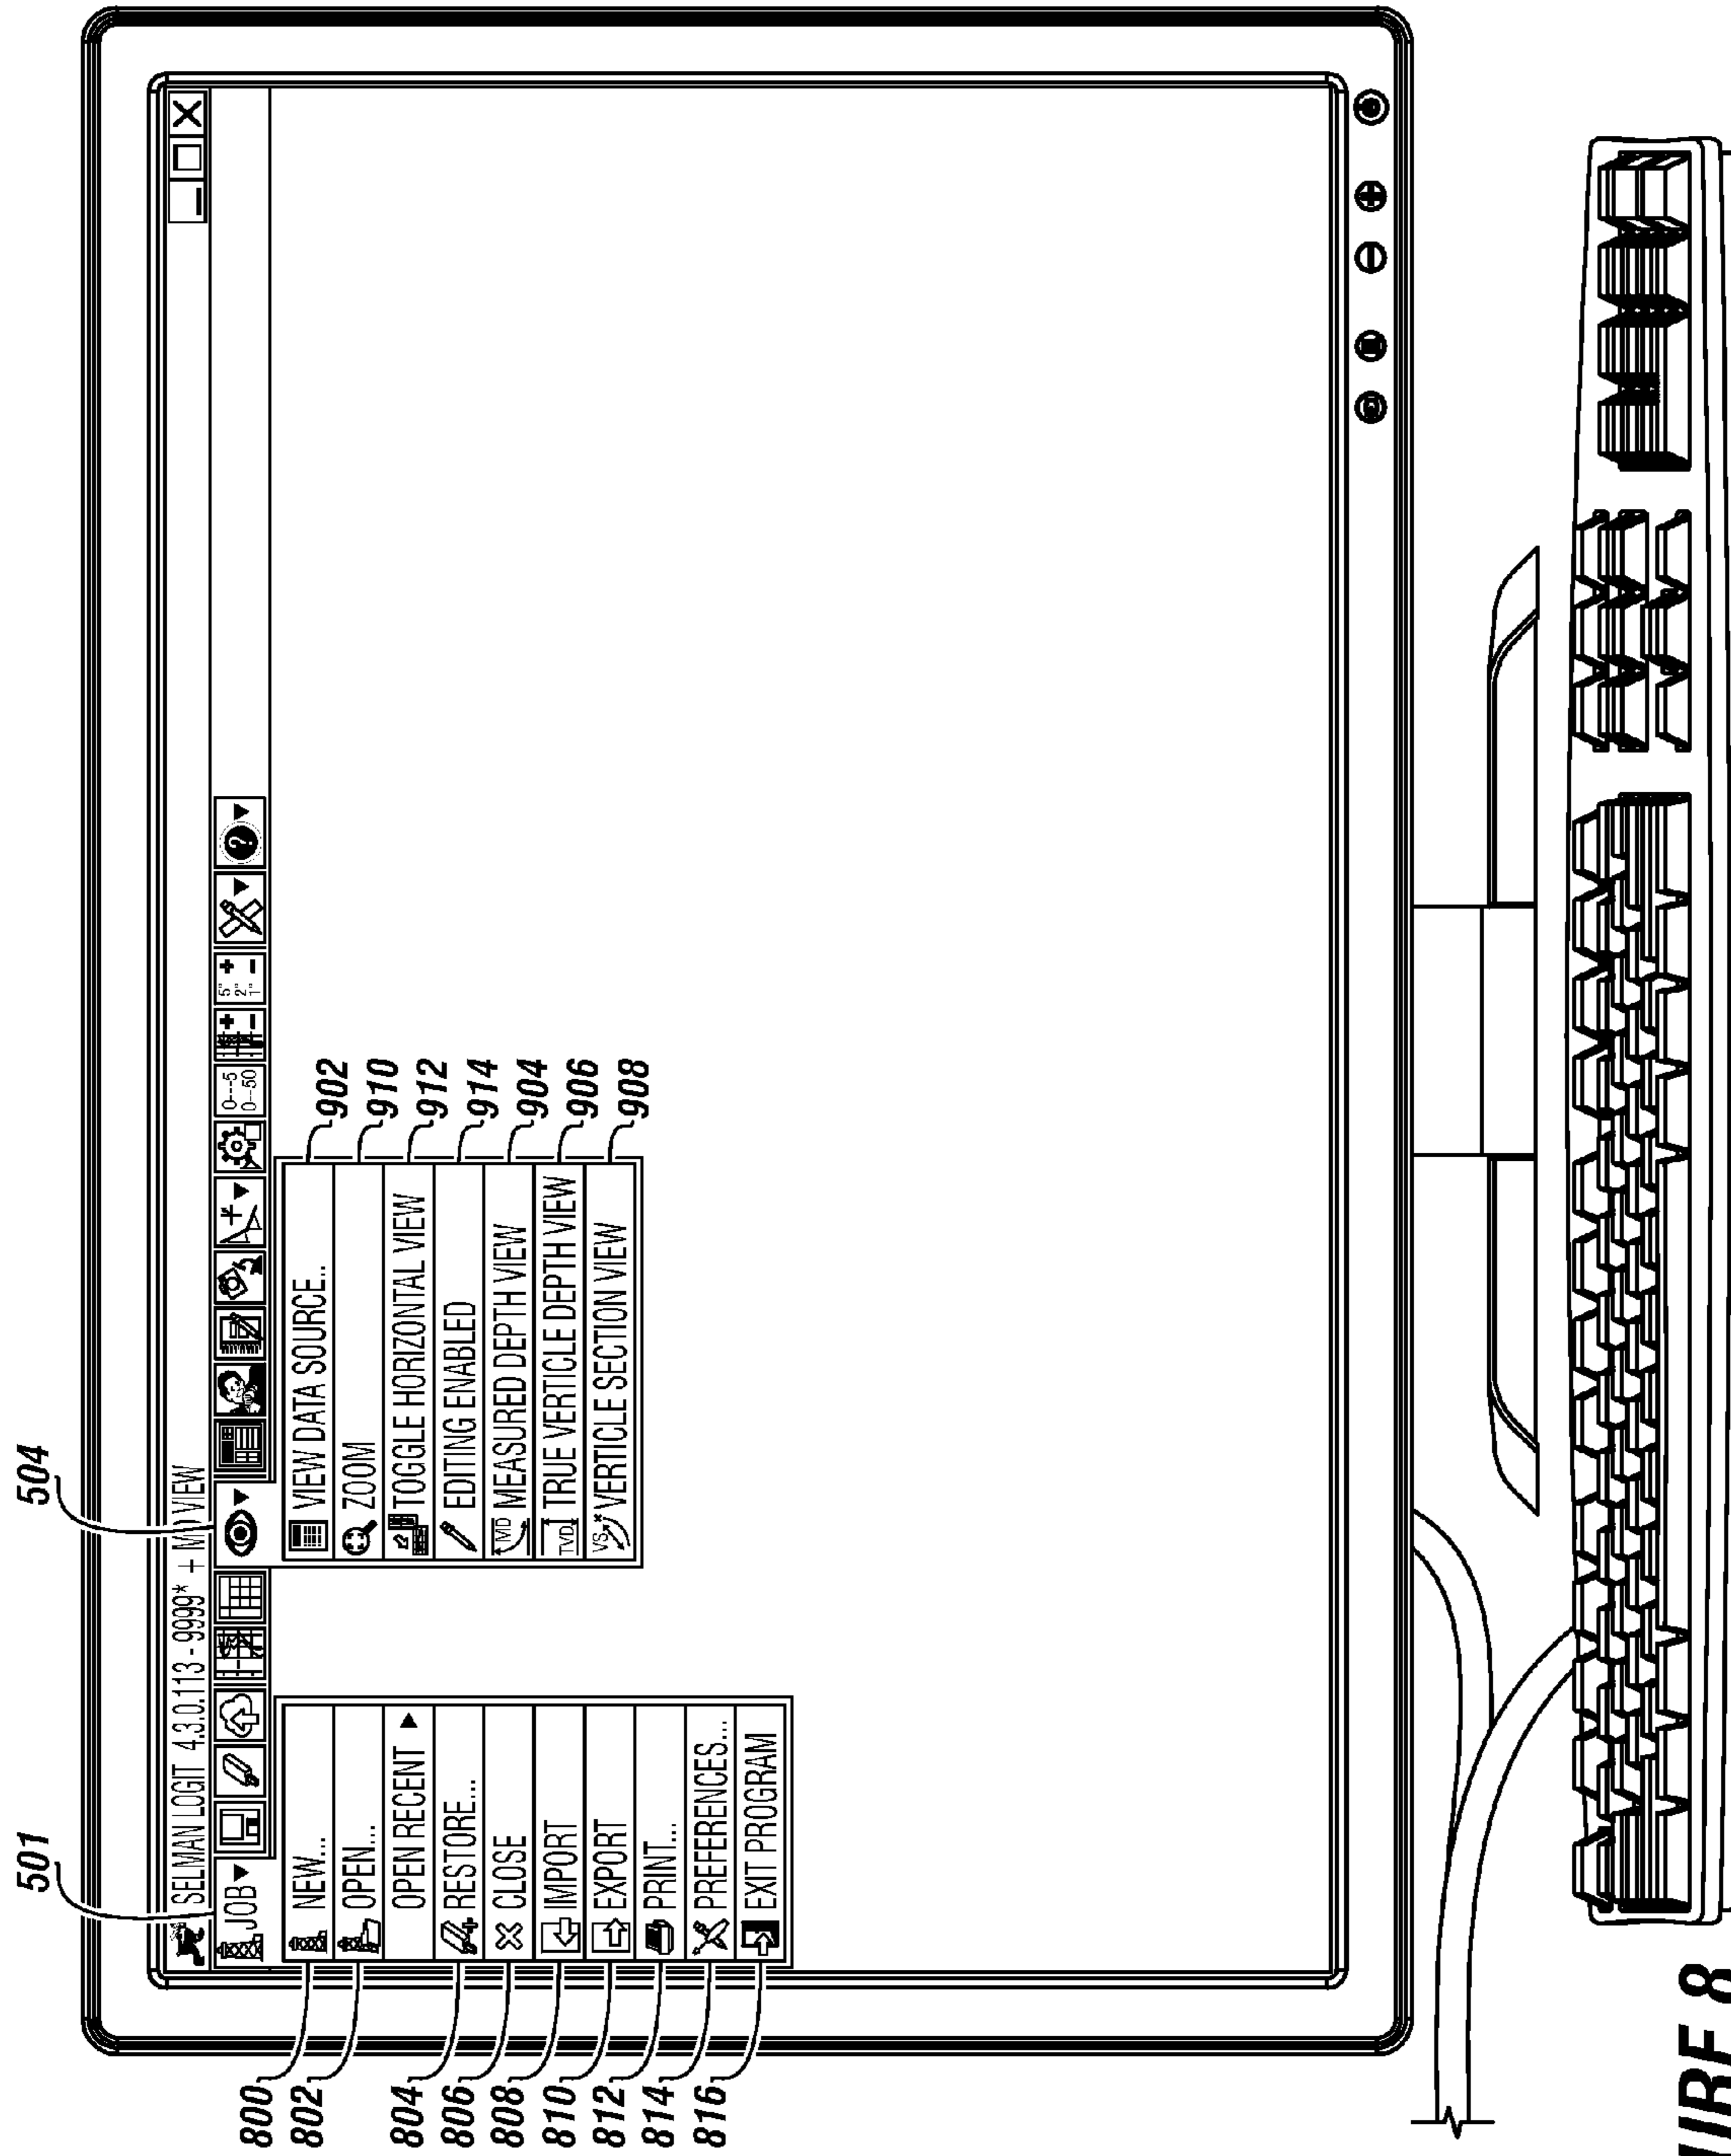 501
504
SELMAN LOGIT 4.3.0.113 - 9999* + MD VIEW
JOB
0---5
0--50
5"
2"
1"
?
800 NEW...
802 OPEN...
OPEN RECENT
804 RESTORE...
806 CLOSE
808 IMPORT
810 EXPORT
812 PRINT...
814 PREFERENCES...
816 EXIT PROGRAM
VIEW DATA SOURCE... 902
ZOOM 910
TOGGLE HORIZONTAL VIEW 912
EDITING ENABLED 914
MD MEASURED DEPTH VIEW 904
TVD TRUE VERTICLE DEPTH VIEW 906
VS VERTICLE SECTION VIEW 908
8